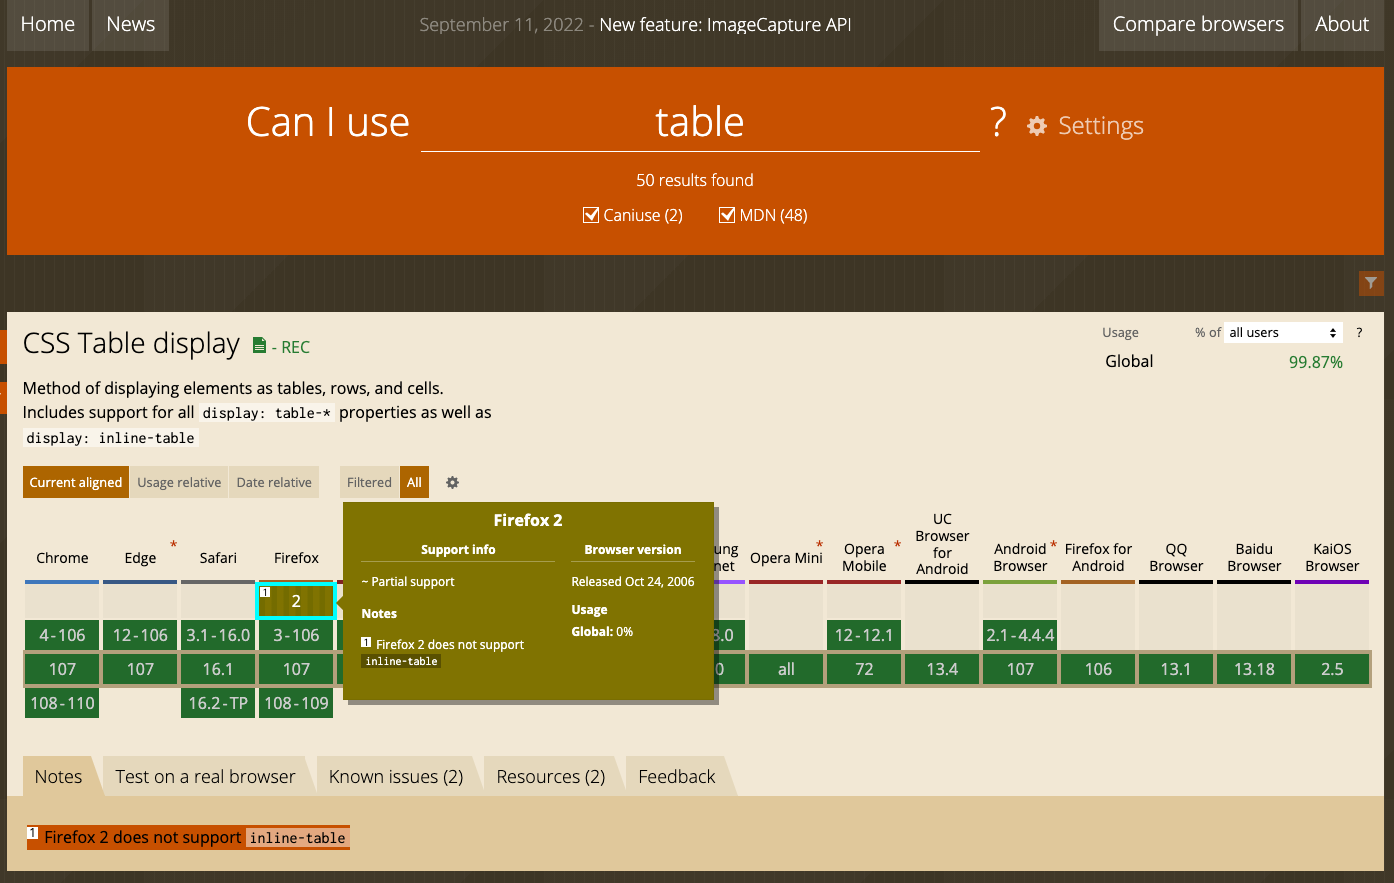 Home
News
September 11, 2022 - New feature: ImageCapture API
Compare browsers
About
Can I use table ?
Settings
50 results found
Caniuse (2)
MDN (48)
CSS Table display
- REC
Usage
% of all users ?
Global
99.87%
Method of displaying elements as tables, rows, and cells.
Includes support for all display: table-* properties as well as
display: inline-table
Current aligned
Usage relative
Date relative
Filtered
All
Chrome
Edge *
Safari
Firefox
Opera Mini *
Opera Mobile *
UC Browser for Android
Android Browser *
Firefox for Android
QQ Browser
Baidu Browser
KaiOS Browser
1 2
4-106
12-106
3.1-16.0
3-106
12-12.1
2.1-4.4.4
107
107
16.1
107
all
72
13.4
107
106
13.1
13.18
2.5
108-110
16.2-TP
108-109
Firefox 2
Support info
~ Partial support
Notes
1 Firefox 2 does not support
inline-table
Browser version
Released Oct 24, 2006
Usage
Global: 0%
Notes
Test on a real browser
Known issues (2)
Resources (2)
Feedback
1 Firefox 2 does not support inline-table